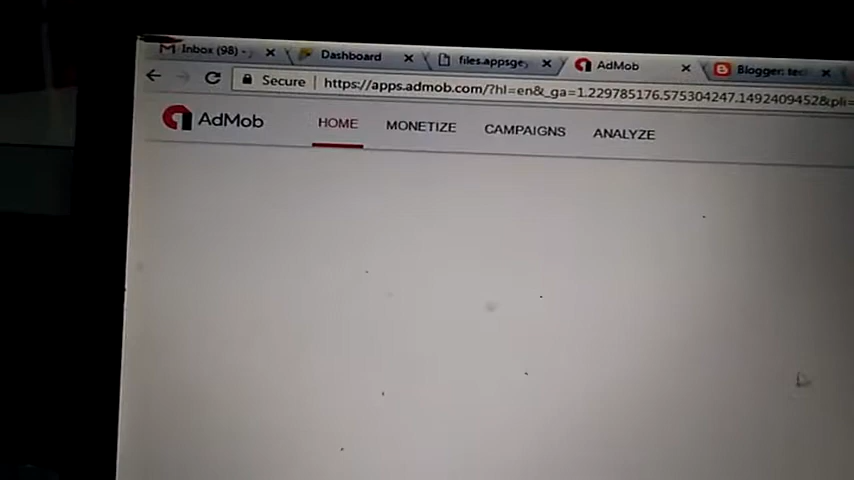 Inbox (98) -
Dashboard
files.appsge
AdMob
Blogger: tec
Secure
https://apps.admob.com/?hl=en&_ga=1.229785176.575304247.1492409452&pli=
AdMob
HOME
MONETIZE
CAMPAIGNS
ANALYZE